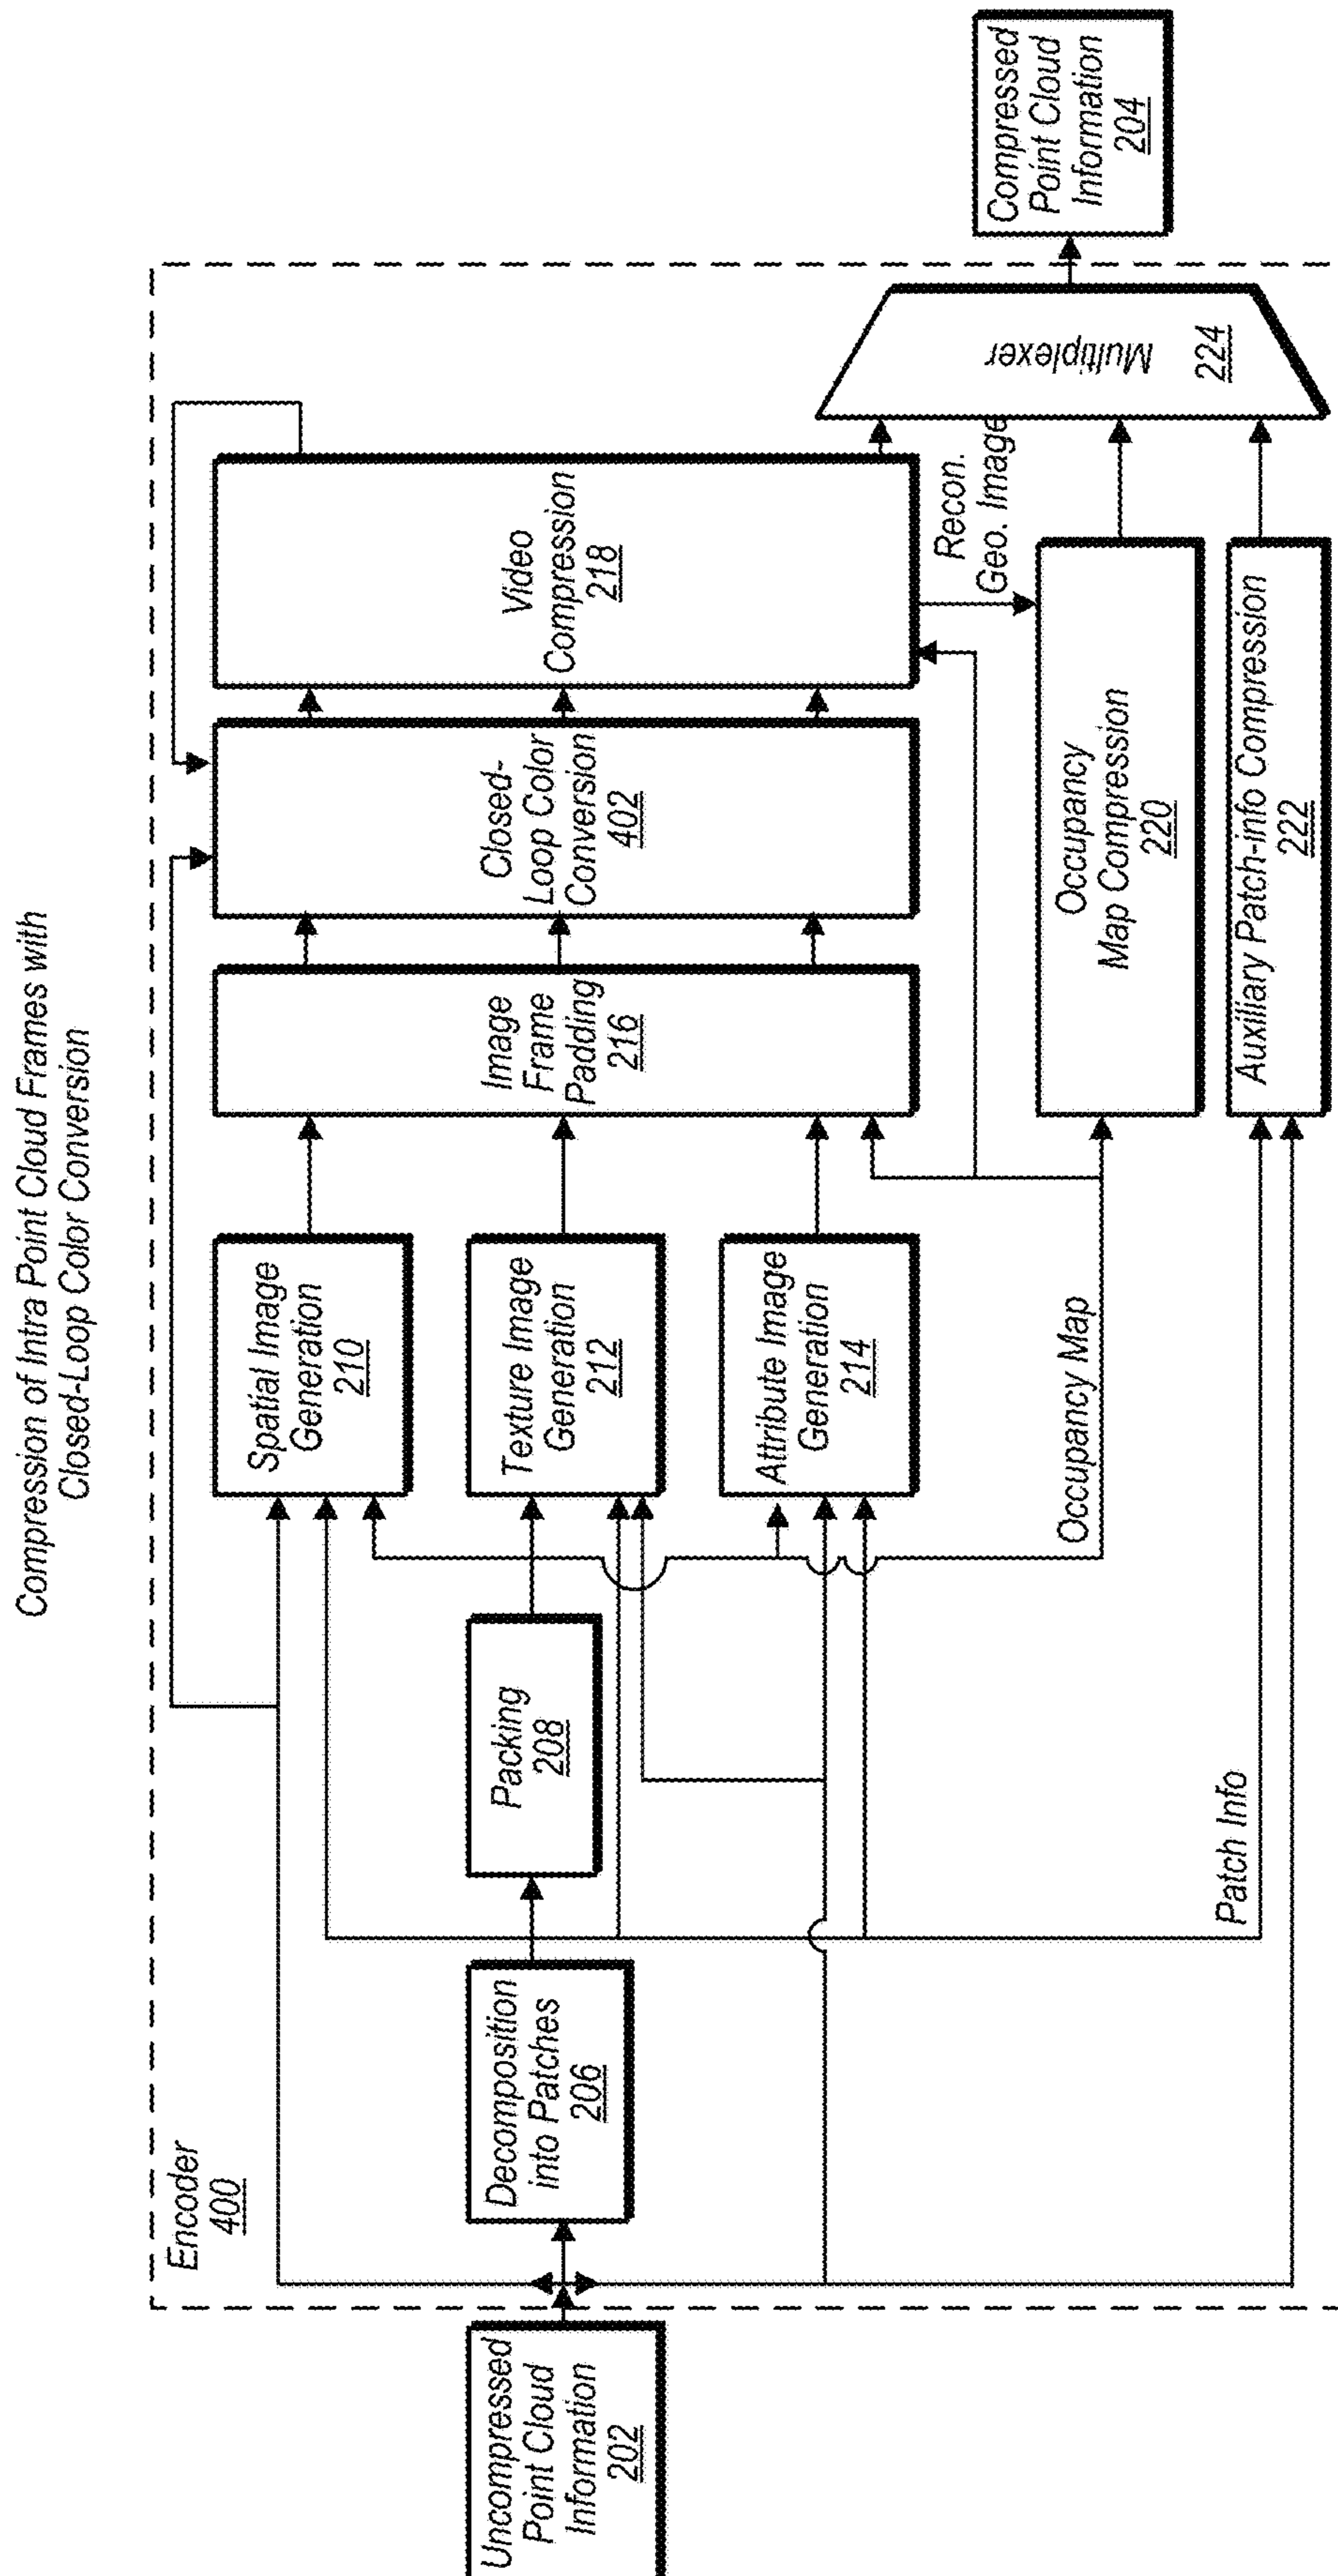 Compression of Intra Point Cloud Frames with
Closed-Loop Color Conversion
Encoder
400
Uncompressed
Point Cloud
Information
202
Decomposition
into Patches
206
Packing
208
Spatial Image
Generation
210
Texture Image
Generation
212
Attribute Image
Generation
214
Image
Frame
Padding
216
Closed-
Loop Color
Conversion
402
Video
Compression
218
Recon.
Geo. Image
Occupancy Map
Occupancy
Map Compression
220
Patch Info
Auxiliary Patch-info Compression
222
Multiplexer
224
Compressed
Point Cloud
Information
204